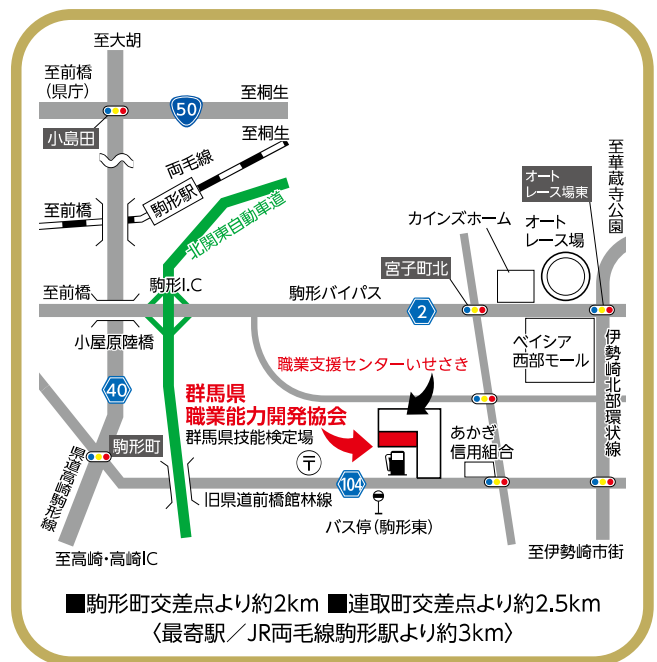 至大胡
至前橋
(県庁)
至桐生
50
小島田
至桐生
両毛線
駒形駅
至前橋
北関東自動車道
至華蔵寺公園
オート
レース場東
カインズホーム
オート
レース場
宮子町北
駒形I.C
至前橋
駒形バイパス
2
小屋原陸橋
ベイシア
西部モール
伊勢崎北部環状線
職業支援センターいせさき
40
群馬県
職業能力開発協会
群馬県技能検定場
駒形町
あかぎ
信用組合
〒
県道高崎駒形線
104
旧県道前橋館林線
バス停(駒形東)
至高崎・高崎IC
至伊勢崎市街
■駒形町交差点より約2km ■連取町交差点より約2.5km
〈最寄駅/JR両毛線駒形駅より約3km〉